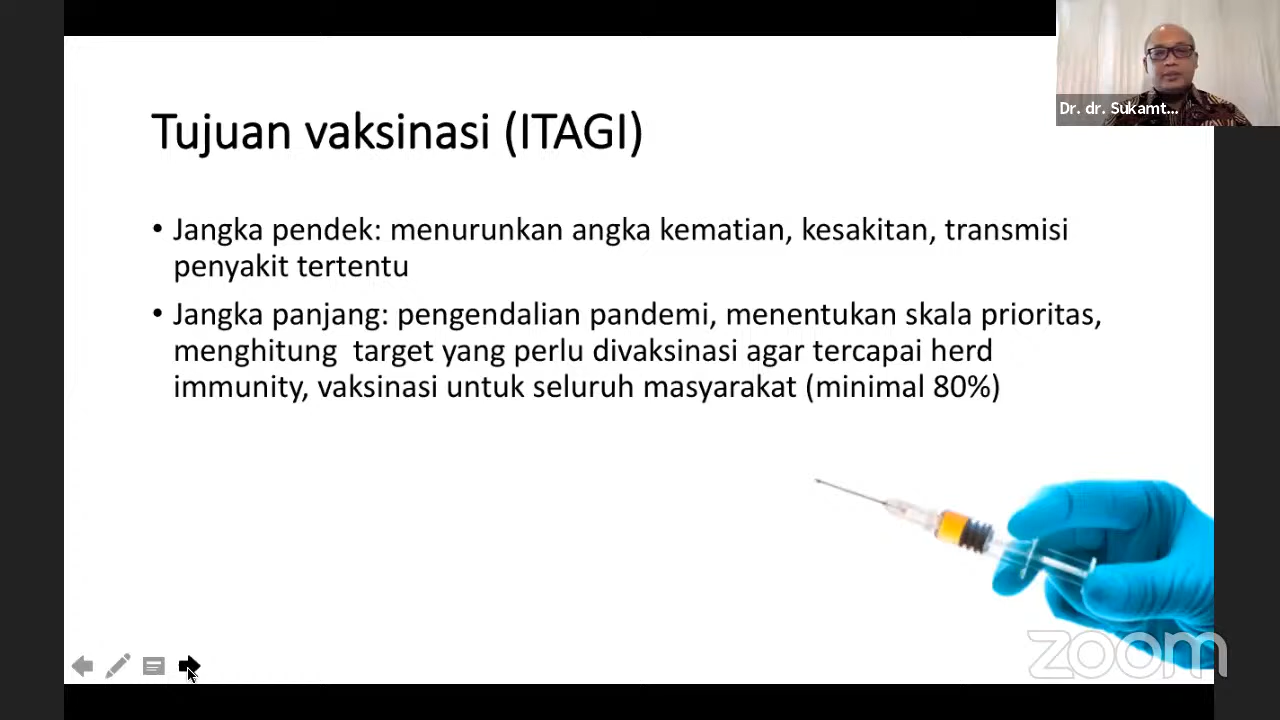 Dr. dr. Sukamt...
Tujuan vaksinasi (ITAGI)
• Jangka pendek: menurunkan angka kematian, kesakitan, transmisi
penyakit tertentu
• Jangka panjang: pengendalian pandemi, menentukan skala prioritas,
menghitung  target yang perlu divaksinasi agar tercapai herd
immunity, vaksinasi untuk seluruh masyarakat (minimal 80%)
zoom